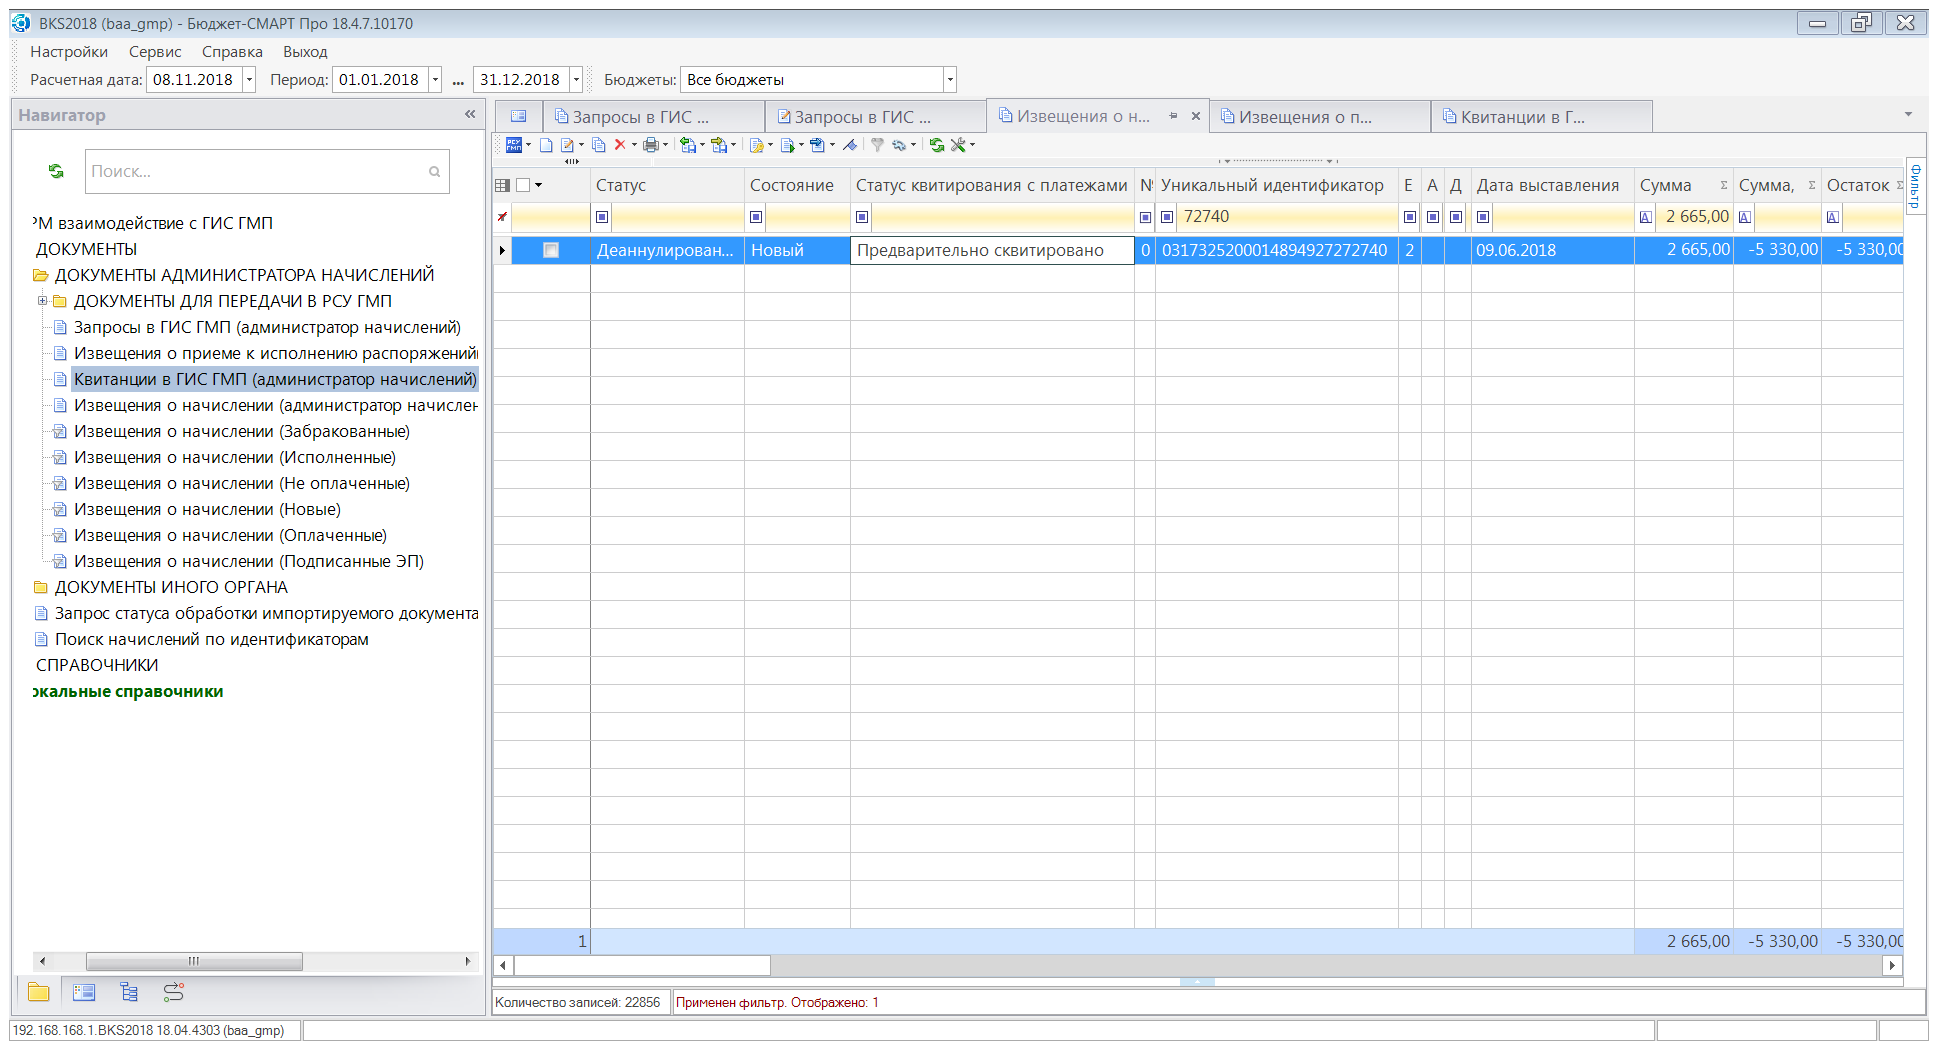 BKS2018 (baa_gmp) - Бюджет-СМАРТ Про 18.4.7.10170
Настройки Сервис Справка Выход
Расчетная дата: 08.11.2018 Период: 01.01.2018 ... 31.12.2018 Бюджеты: Все бюджеты
Навигатор «
Поиск...
РМ взаимодействие с ГИС ГМП
ДОКУМЕНТЫ
ДОКУМЕНТЫ АДМИНИСТРАТОРА НАЧИСЛЕНИЙ
ДОКУМЕНТЫ ДЛЯ ПЕРЕДАЧИ В РСУ ГМП
Запросы в ГИС ГМП (администратор начислений)
Извещения о приеме к исполнению распоряжений
Квитанции в ГИС ГМП (администратор начислений)
Извещения о начислении (администратор начислен
Извещения о начислении (Забракованные)
Извещения о начислении (Исполненные)
Извещения о начислении (Не оплаченные)
Извещения о начислении (Новые)
Извещения о начислении (Оплаченные)
Извещения о начислении (Подписанные ЭП)
ДОКУМЕНТЫ ИНОГО ОРГАНА
Запрос статуса обработки импортируемого документа
Поиск начислений по идентификаторам
СПРАВОЧНИКИ
окальные справочники
Запросы в ГИС ... Запросы в ГИС ... Извещения о н... Извещения о п... Квитанции в Г...
РСУ ГМП
Статус Состояние Статус квитирования с платежами № Уникальный идентификатор Е А Д Дата выставления Сумма Σ Сумма, Σ Остаток Σ
72740 А 2 665,00 А А
Деаннулирован... Новый Предварительно сквитировано 0 0317325200014894927272740 2 09.06.2018 2 665,00 -5 330,00 -5 330,00
1 2 665,00 -5 330,00 -5 330,00
Фильтр
Количество записей: 22856 Применен фильтр. Отображено: 1
192.168.168.1.BKS2018 18.04.4303 (baa_gmp)